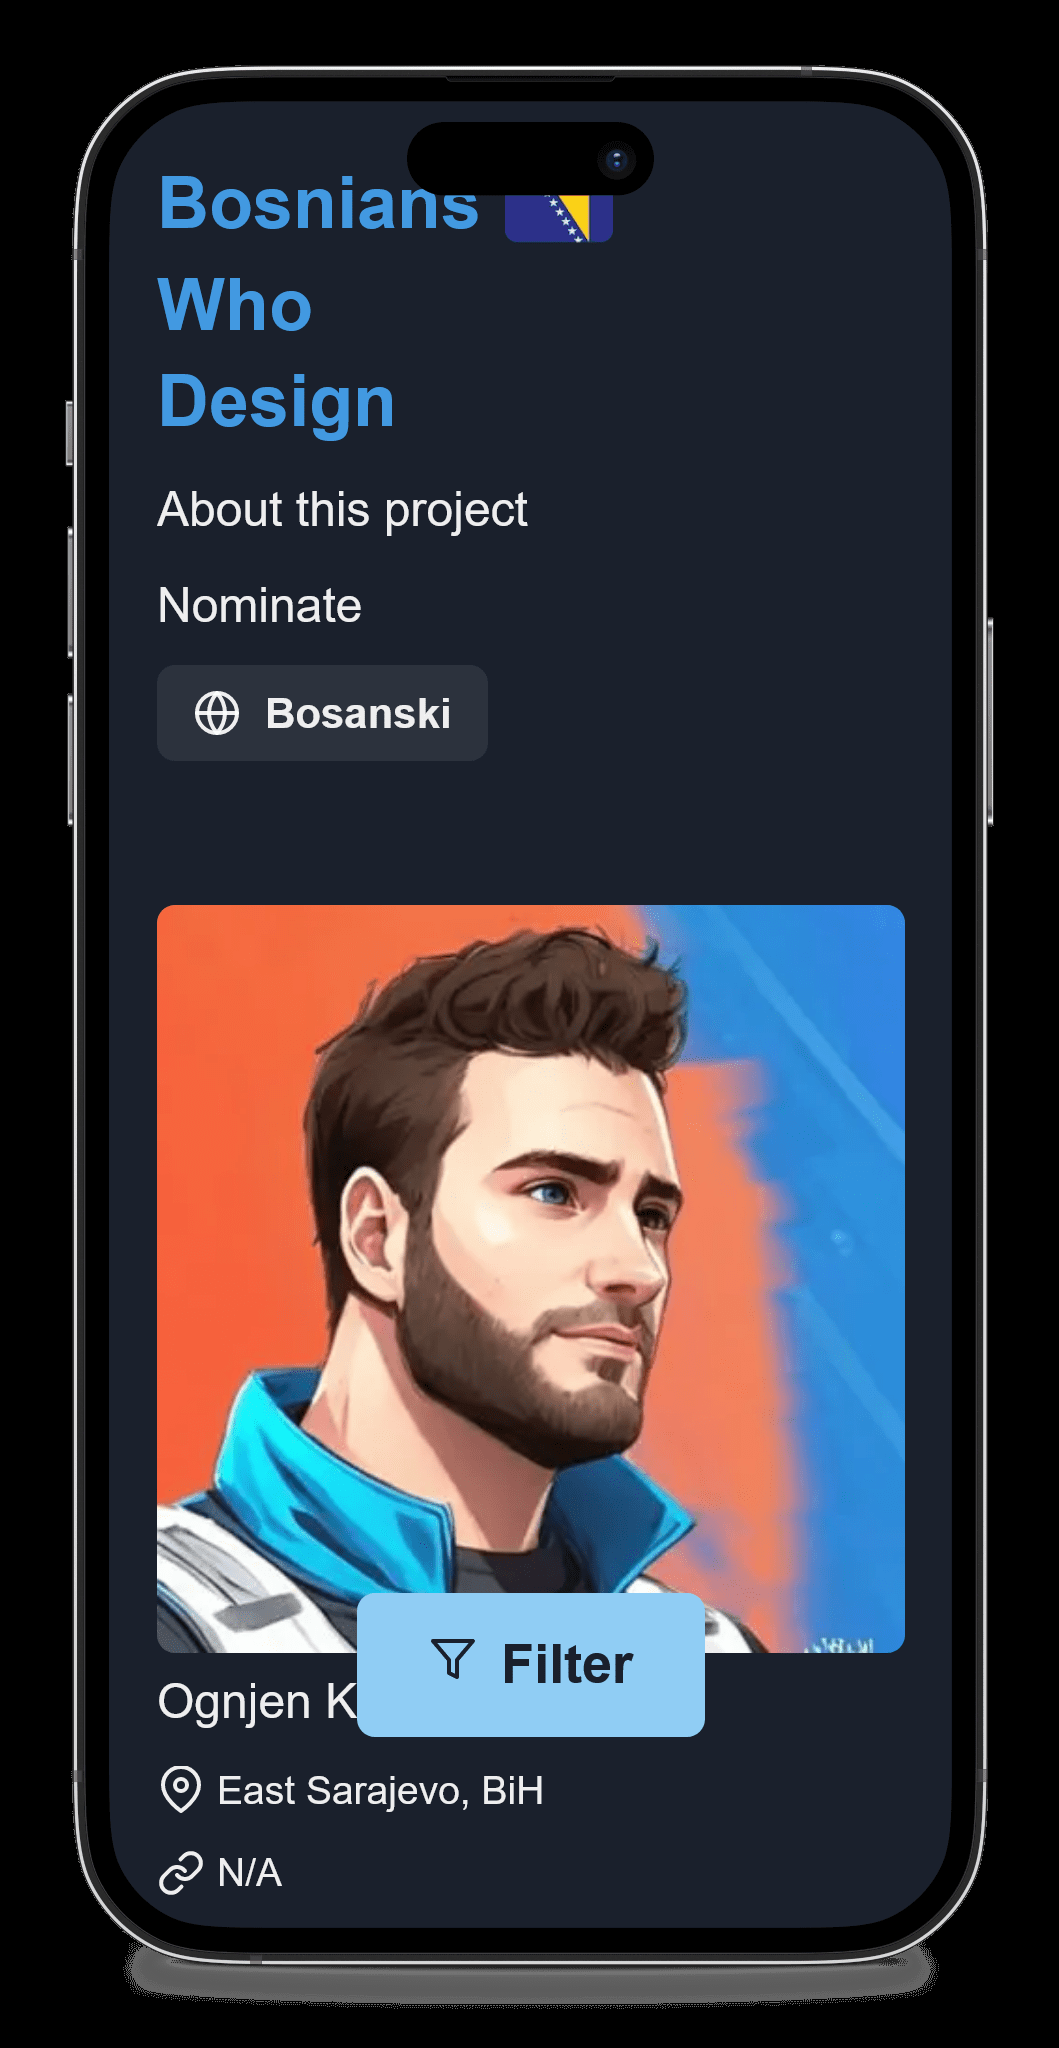 Bosnians
Who
Design
About this project
Nominate
Bosanski
Filter
Ognjen K
East Sarajevo, BiH
N/A